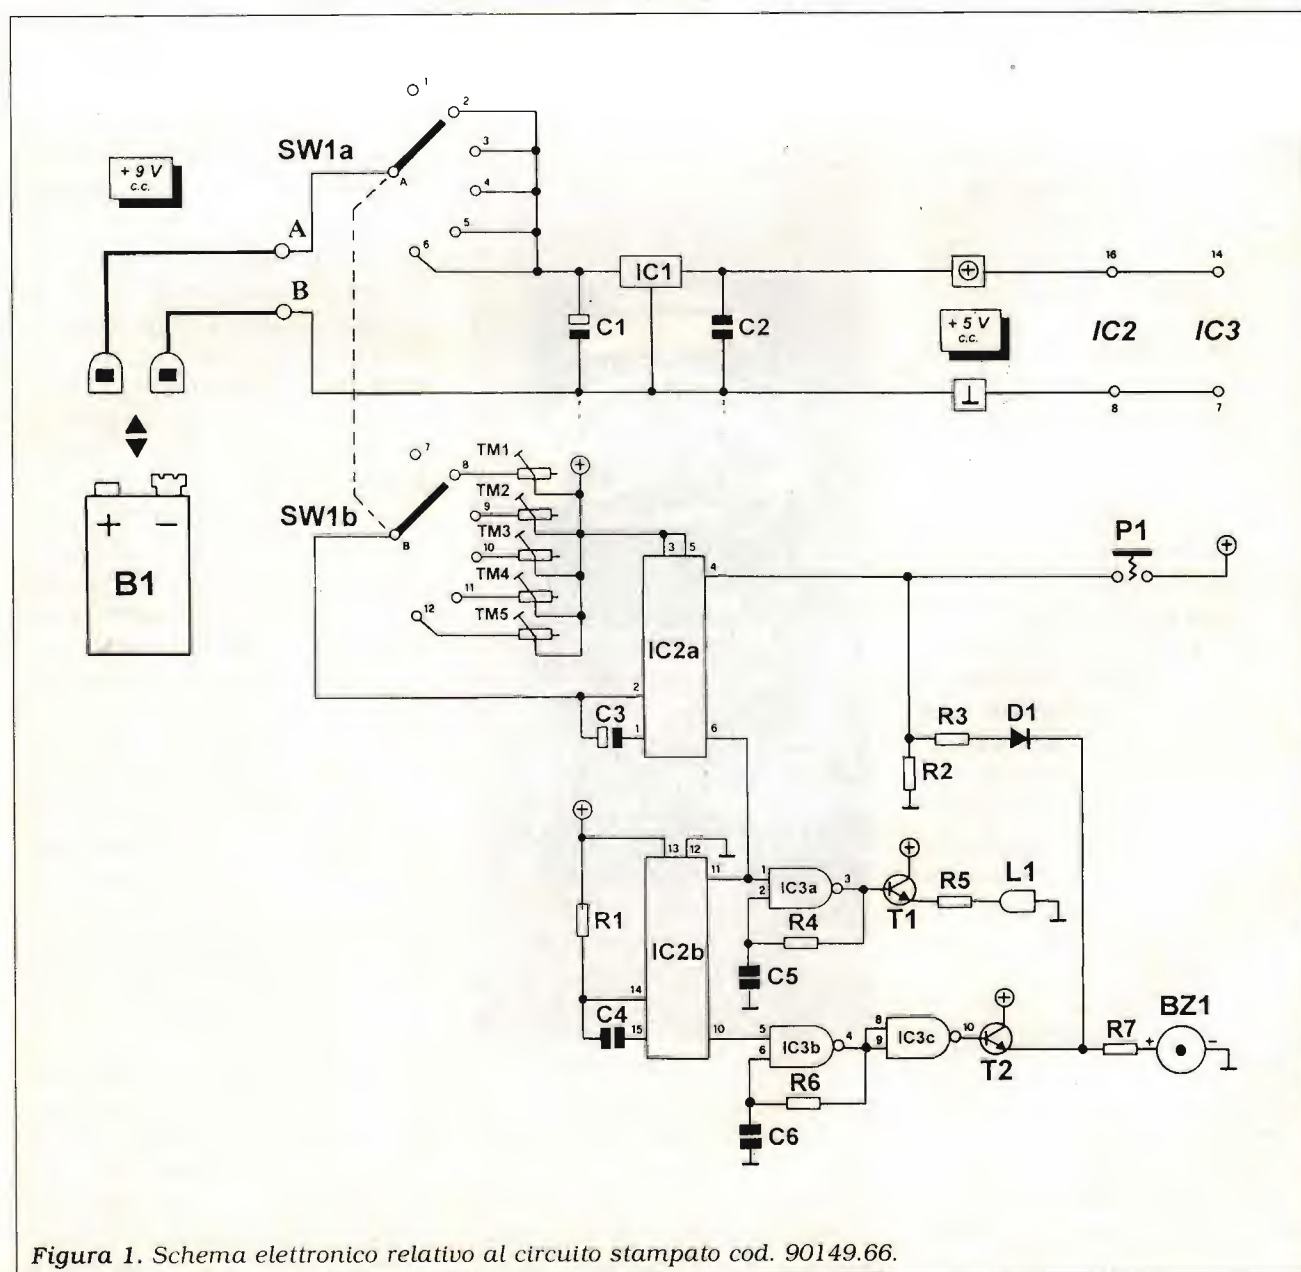 1
2
SW1a
3
+ 9 V
c.c.
A
4
A
5
6
B
IC1
16
14
C1
C2
+ 5 V
c.c.
IC2
IC3
8
7
7
TM1
8
TM2
SW1b
9
P1
B
TM3
3 5
10
4
+ −
TM4
B1
11
12
TM5
IC2a
2
C3
1
6
R3
D1
R2
13 12
11
1
IC3a
3
L1
2
R5
R1
R4
T1
IC2b
C5
14
C4
15
10
5
IC3b
4
8
IC3c
10
BZ1
6
9
R7
+
−
R6
T2
C6
Figura 1. Schema elettronico relativo al circuito stampato cod. 90149.66.